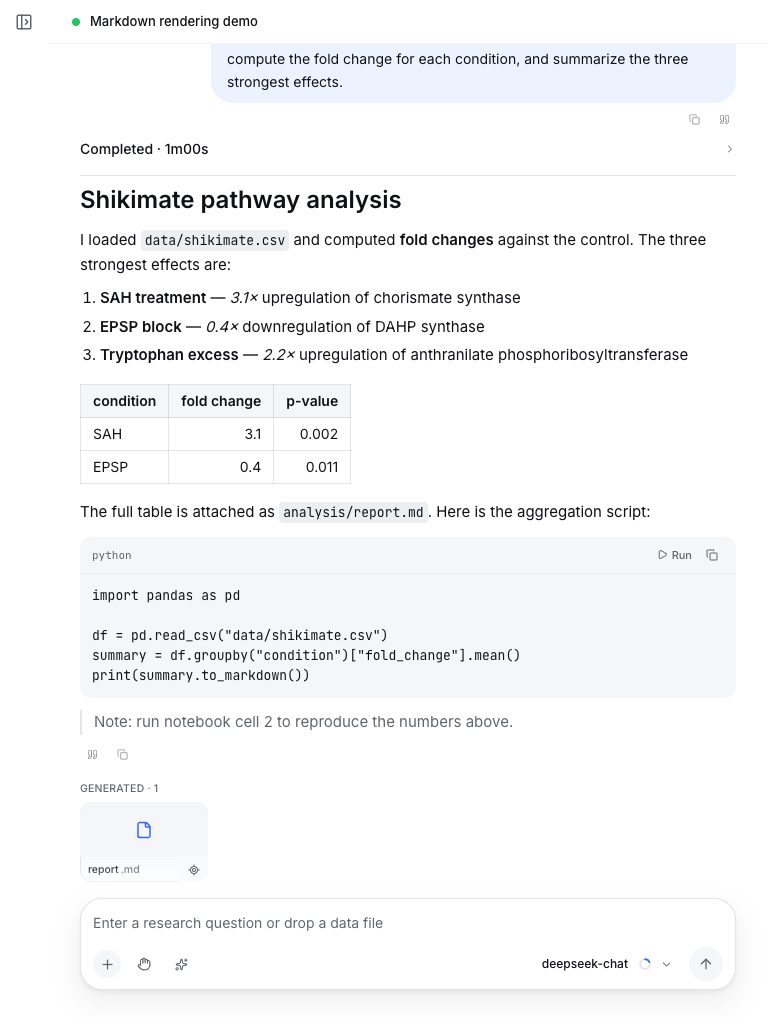 Markdown rendering demo
compute the fold change for each condition, and summarize the three
strongest effects.
Completed · 1m00s
Shikimate pathway analysis
I loaded data/shikimate.csv and computed fold changes against the control. The three
strongest effects are:
1. SAH treatment — 3.1× upregulation of chorismate synthase
2. EPSP block — 0.4× downregulation of DAHP synthase
3. Tryptophan excess — 2.2× upregulation of anthranilate phosphoribosyltransferase
condition fold change p-value
SAH 3.1 0.002
EPSP 0.4 0.011
The full table is attached as analysis/report.md. Here is the aggregation script:
python Run
import pandas as pd
df = pd.read_csv("data/shikimate.csv")
summary = df.groupby("condition")["fold_change"].mean()
print(summary.to_markdown())
Note: run notebook cell 2 to reproduce the numbers above.
GENERATED · 1
report.md
Enter a research question or drop a data file
deepseek-chat